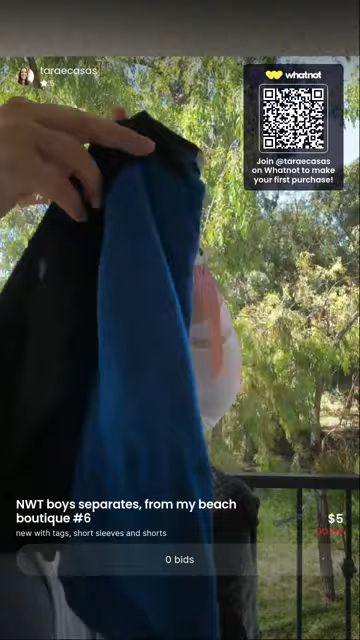 taraecasas
whatnot
Join @taraecasas
on Whatnot to make
your first purchase!
NWT boys separates, from my beach
boutique #6
$5
new with tags, short sleeves and shorts
0 bids